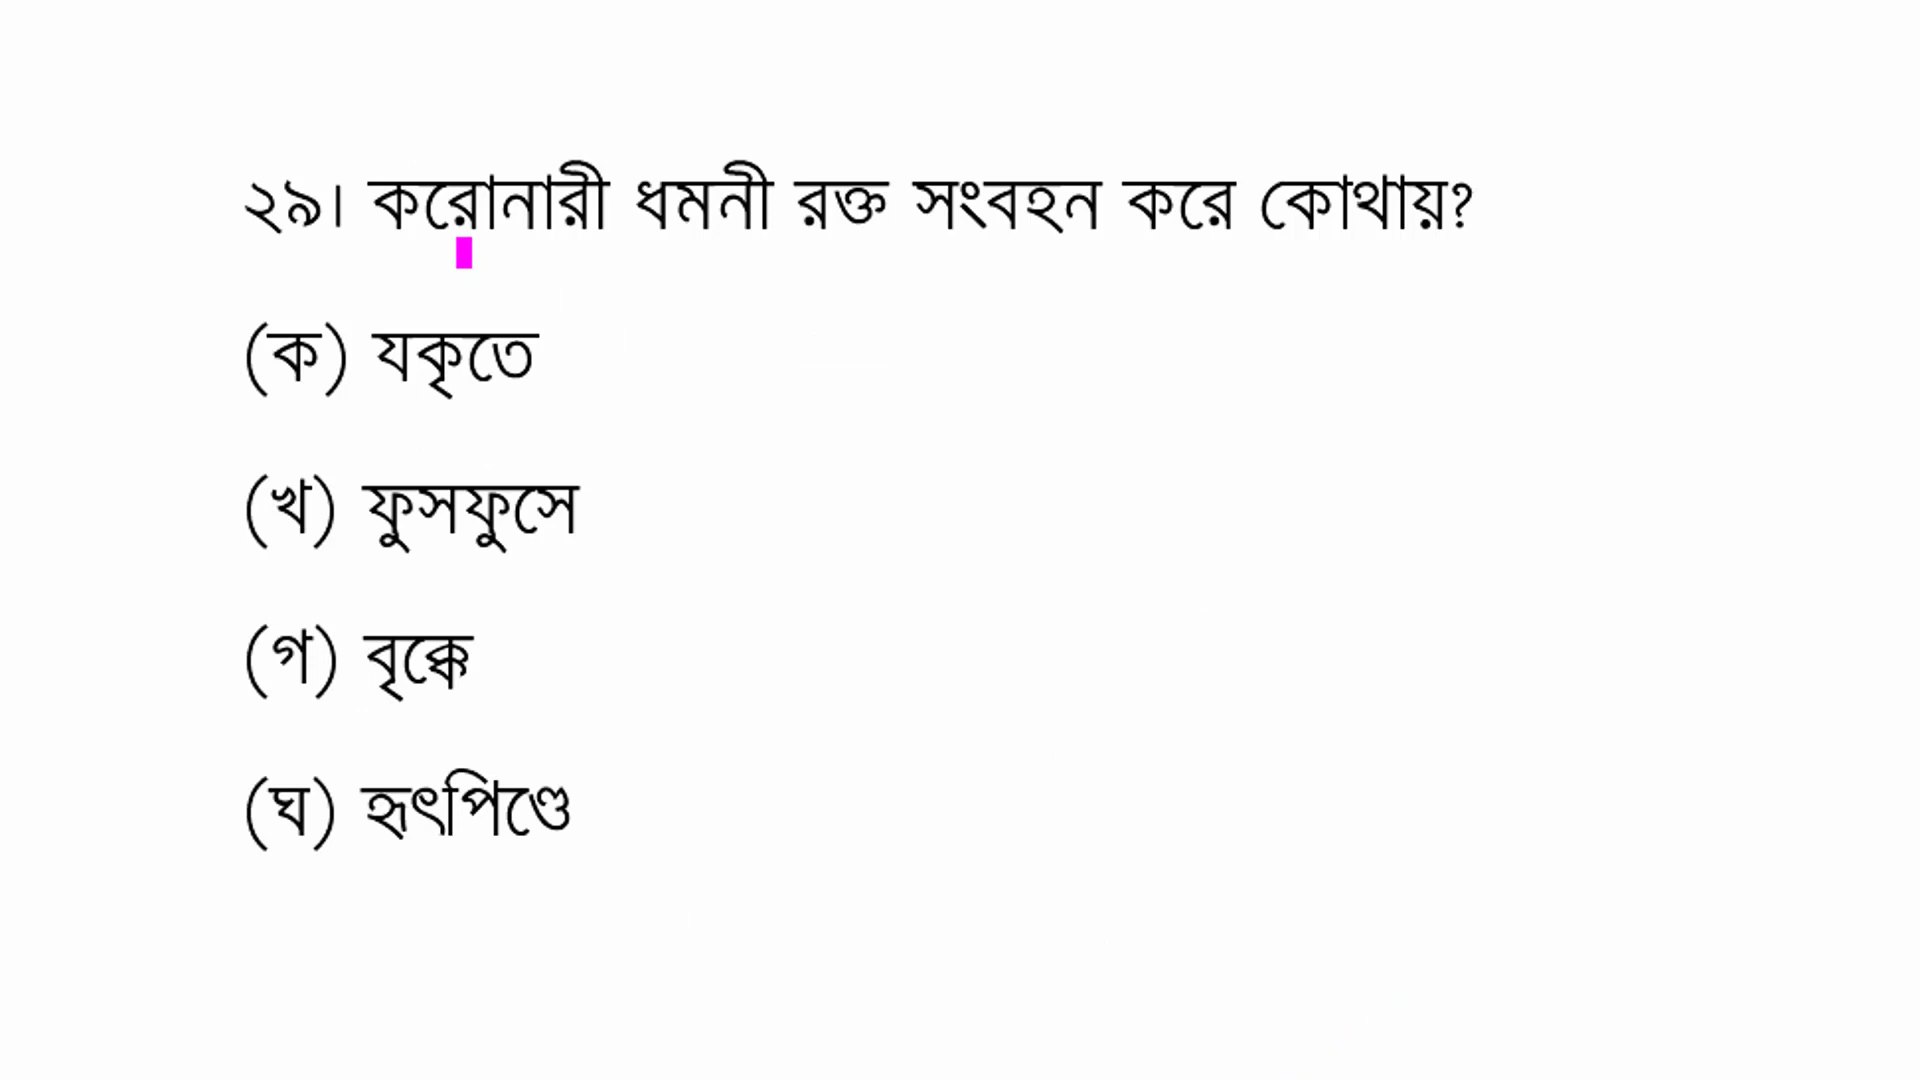 ২৯। করোনারী ধমনী রক্ত সংবহন করে কোথায়?
(ক) যকৃতে
(খ) ফুসফুসে
(গ) বৃক্কে
(ঘ) হৃৎপিণ্ডে